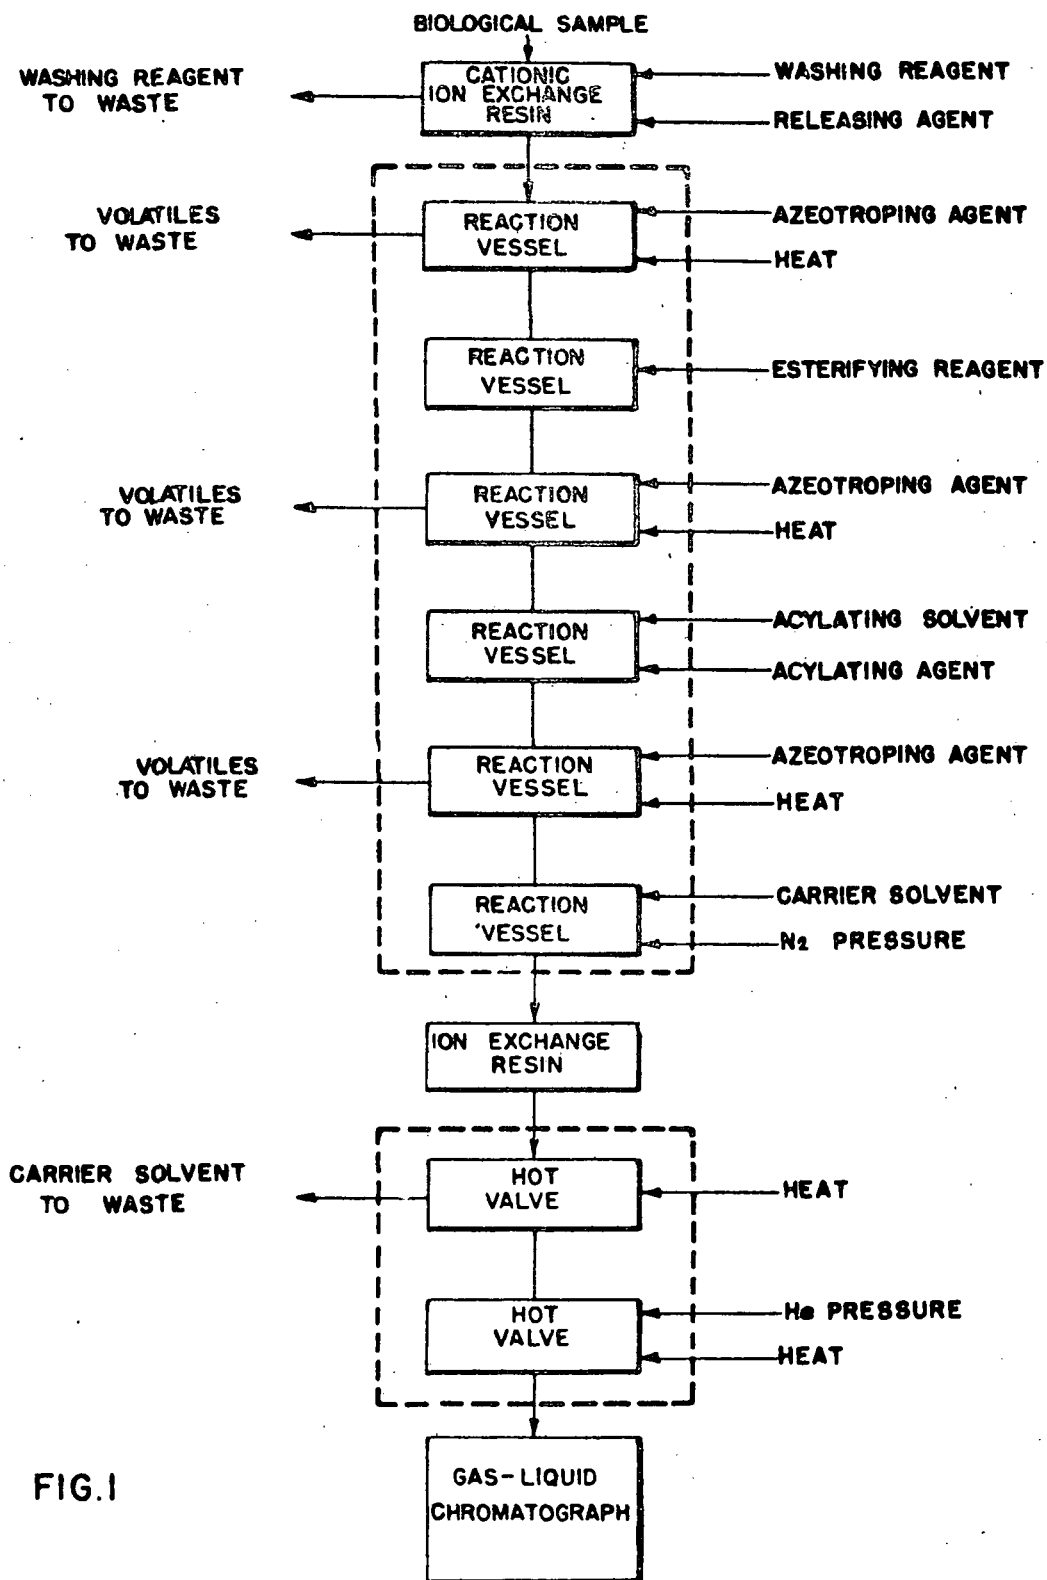 BIOLOGICAL SAMPLE
WASHING REAGENT
TO WASTE
CATIONIC
ION EXCHANGE
RESIN
WASHING REAGENT
RELEASING AGENT
VOLATILES
TO WASTE
REACTION
VESSEL
AZEOTROPING AGENT
HEAT
REACTION
VESSEL
ESTERIFYING REAGENT
VOLATILES
TO WASTE
REACTION
VESSEL
AZEOTROPING AGENT
HEAT
REACTION
VESSEL
ACYLATING SOLVENT
ACYLATING AGENT
VOLATILES
TO WASTE
REACTION
VESSEL
AZEOTROPING AGENT
HEAT
REACTION
VESSEL
CARRIER SOLVENT
N2 PRESSURE
ION EXCHANGE
RESIN
CARRIER SOLVENT
TO WASTE
HOT
VALVE
HEAT
HOT
VALVE
He PRESSURE
HEAT
GAS-LIQUID
CHROMATOGRAPH
FIG.1